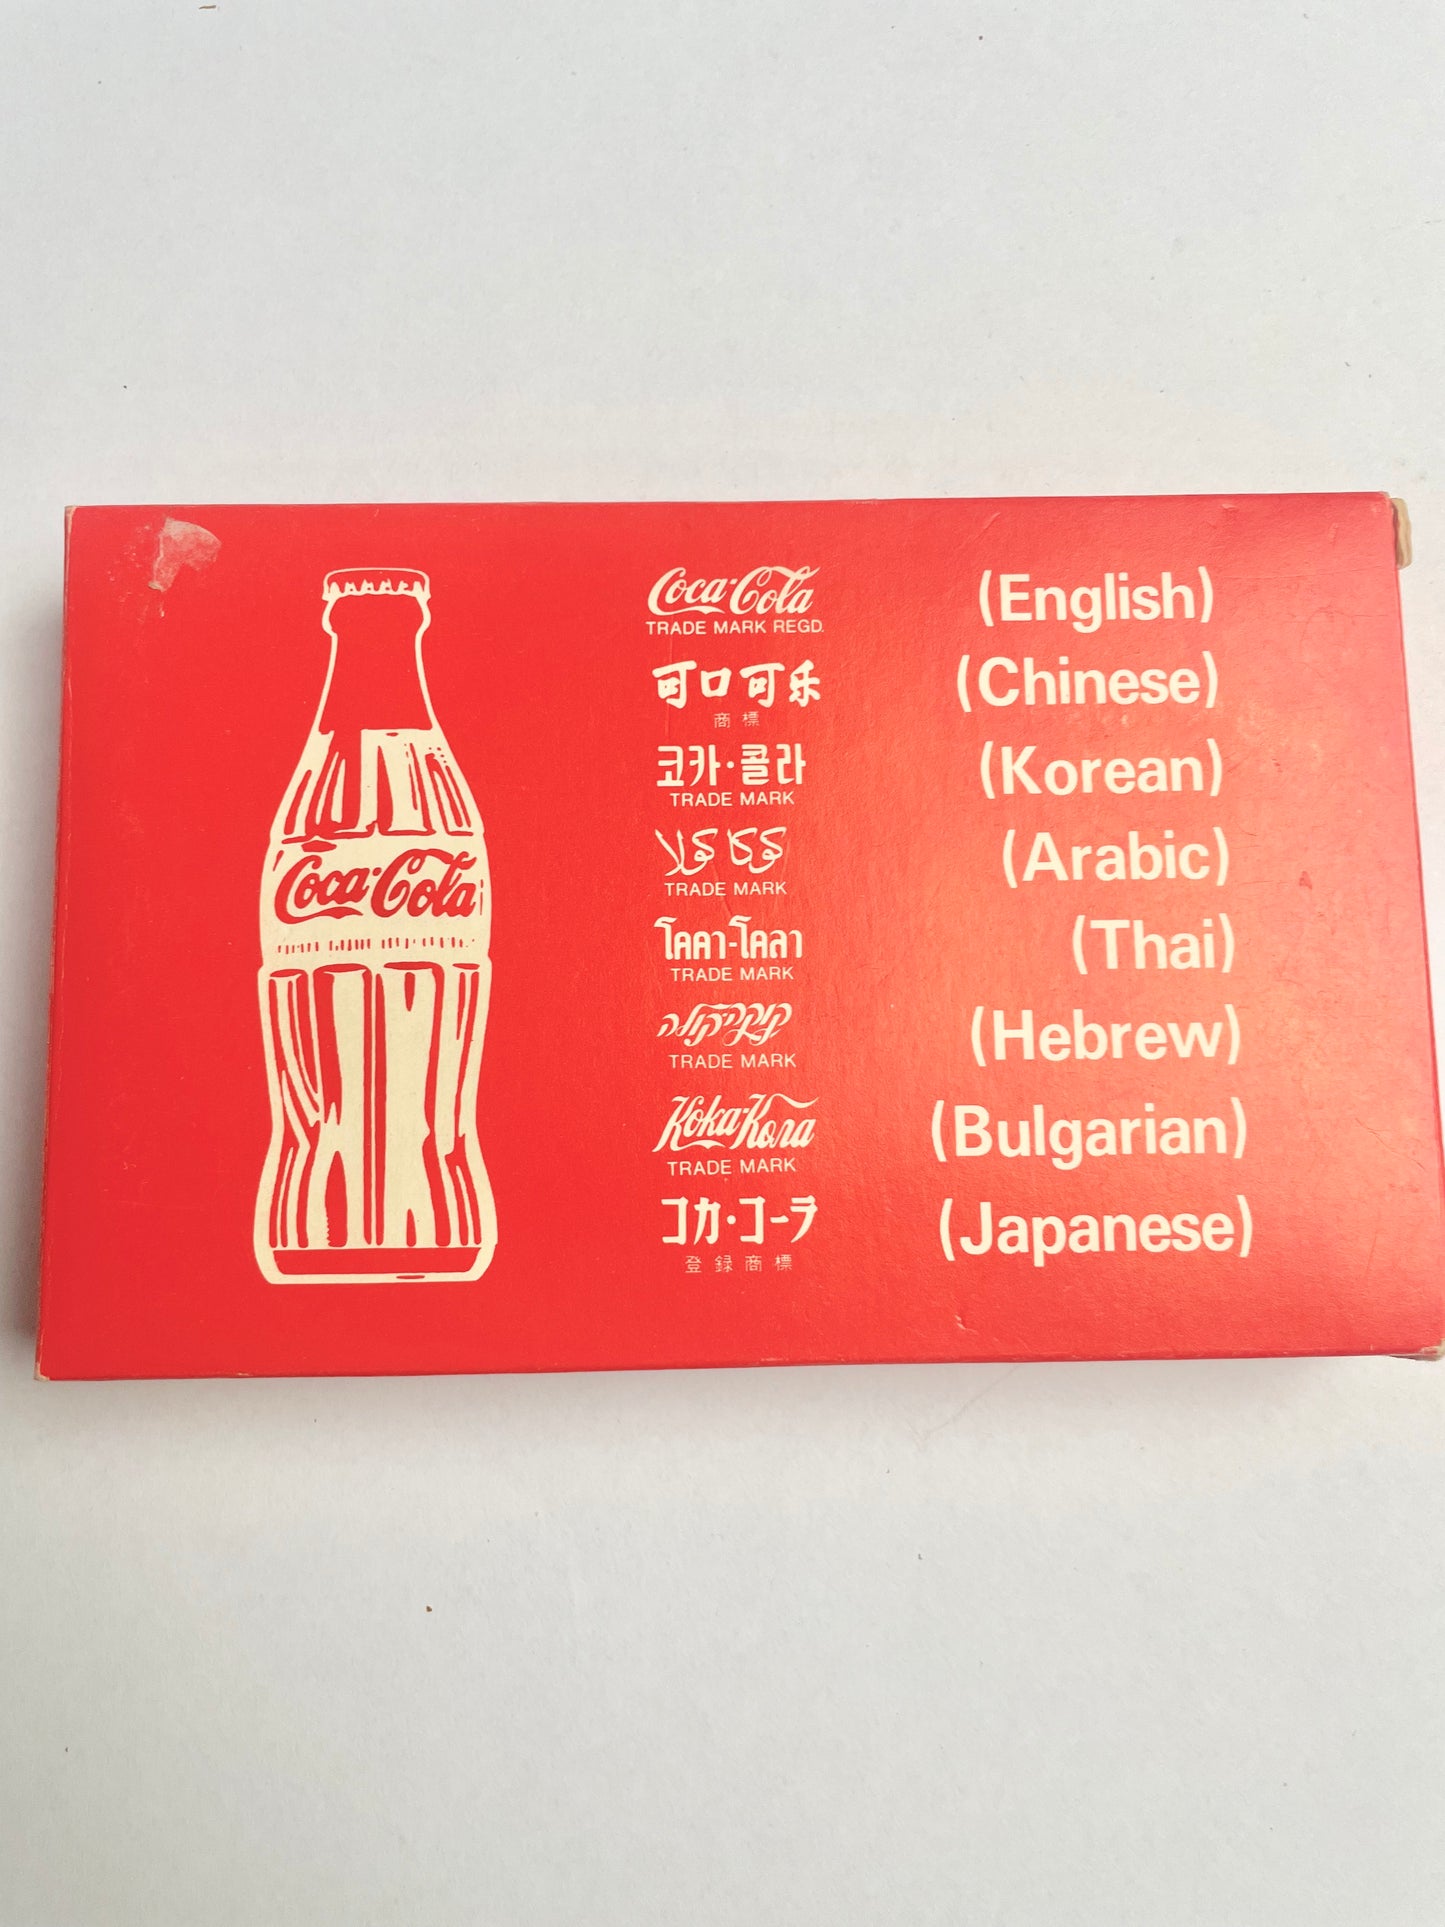 Coca-Cola
Coca-Cola
TRADE MARK REGD.
(English)
可口可乐
商標
(Chinese)
코카·콜라
TRADE MARK
(Korean)
كوكا كولا
TRADE MARK
(Arabic)
โคคา-โคลา
TRADE MARK
(Thai)
קוקה קולה
TRADE MARK
(Hebrew)
Кока-Кола
TRADE MARK
(Bulgarian)
コカ・コーラ
登録商標
(Japanese)